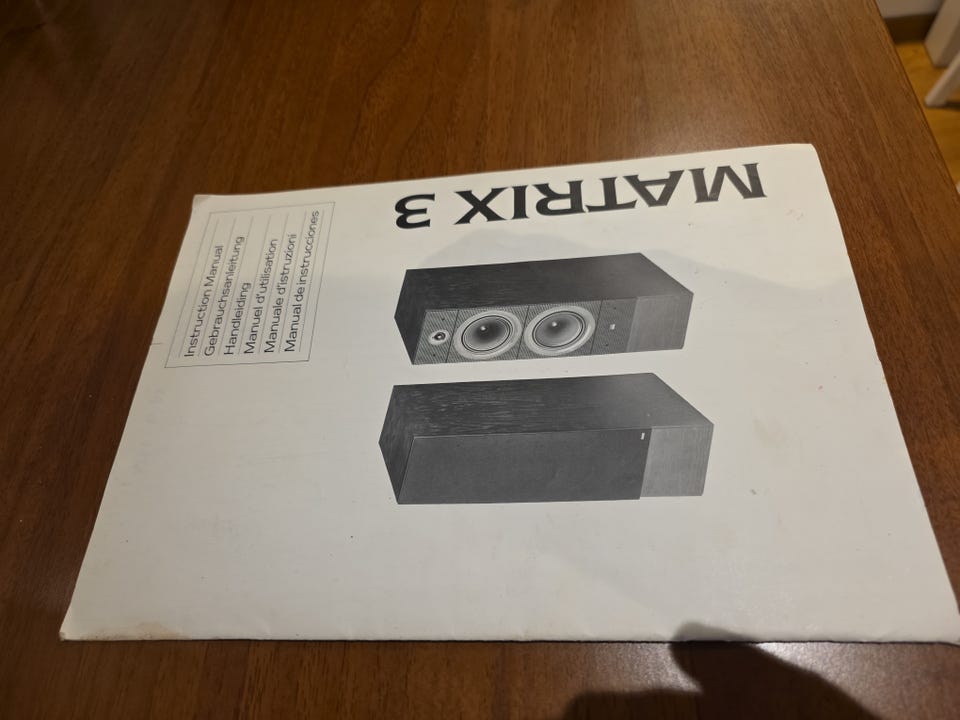 MATRIX 3
Instruction Manual
Gebrauchsanleitung
Handleiding
Manuel d'utilisation
Manuale d'istruzioni
Manual de instrucciones